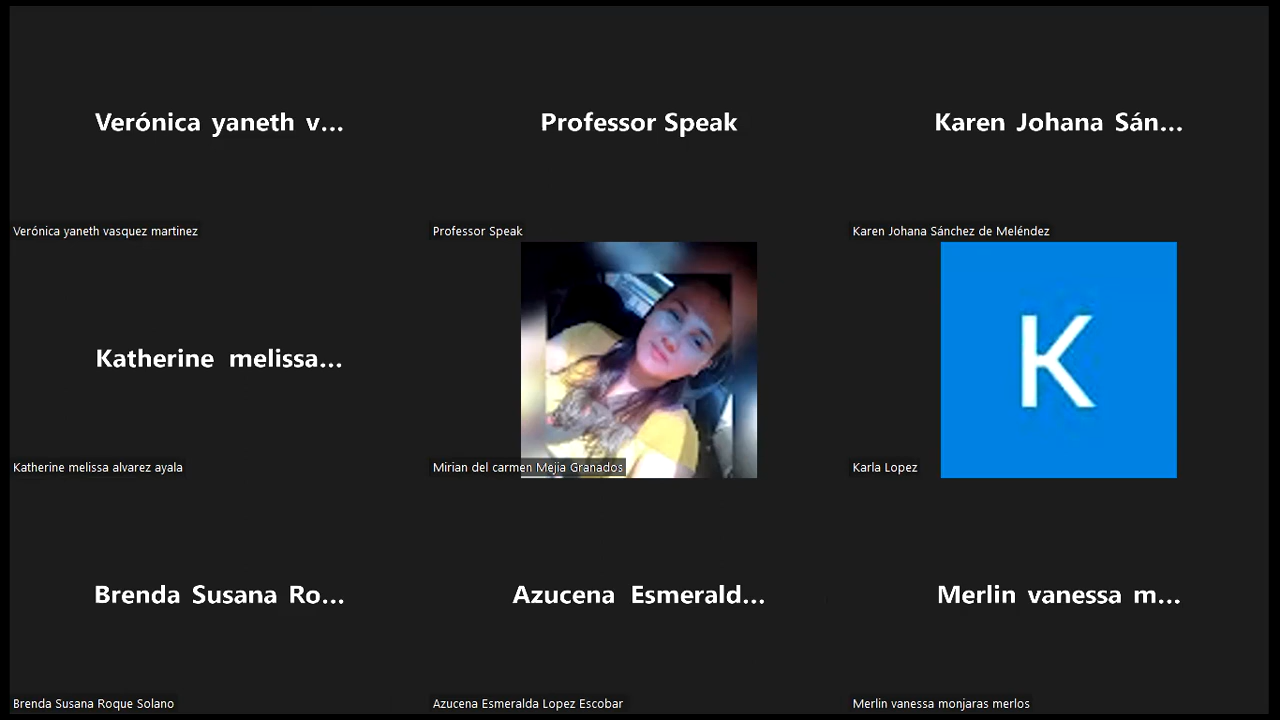 Verónica yaneth v...
Professor Speak
Karen Johana Sán...
Verónica yaneth vasquez martinez
Professor Speak
Karen Johana Sánchez de Meléndez
Katherine melissa...
K
Katherine melissa alvarez ayala
Mirian del carmen Mejia Granados
Karla Lopez
Brenda Susana Ro...
Azucena Esmerald...
Merlin vanessa m...
Brenda Susana Roque Solano
Azucena Esmeralda Lopez Escobar
Merlin vanessa monjaras merlos